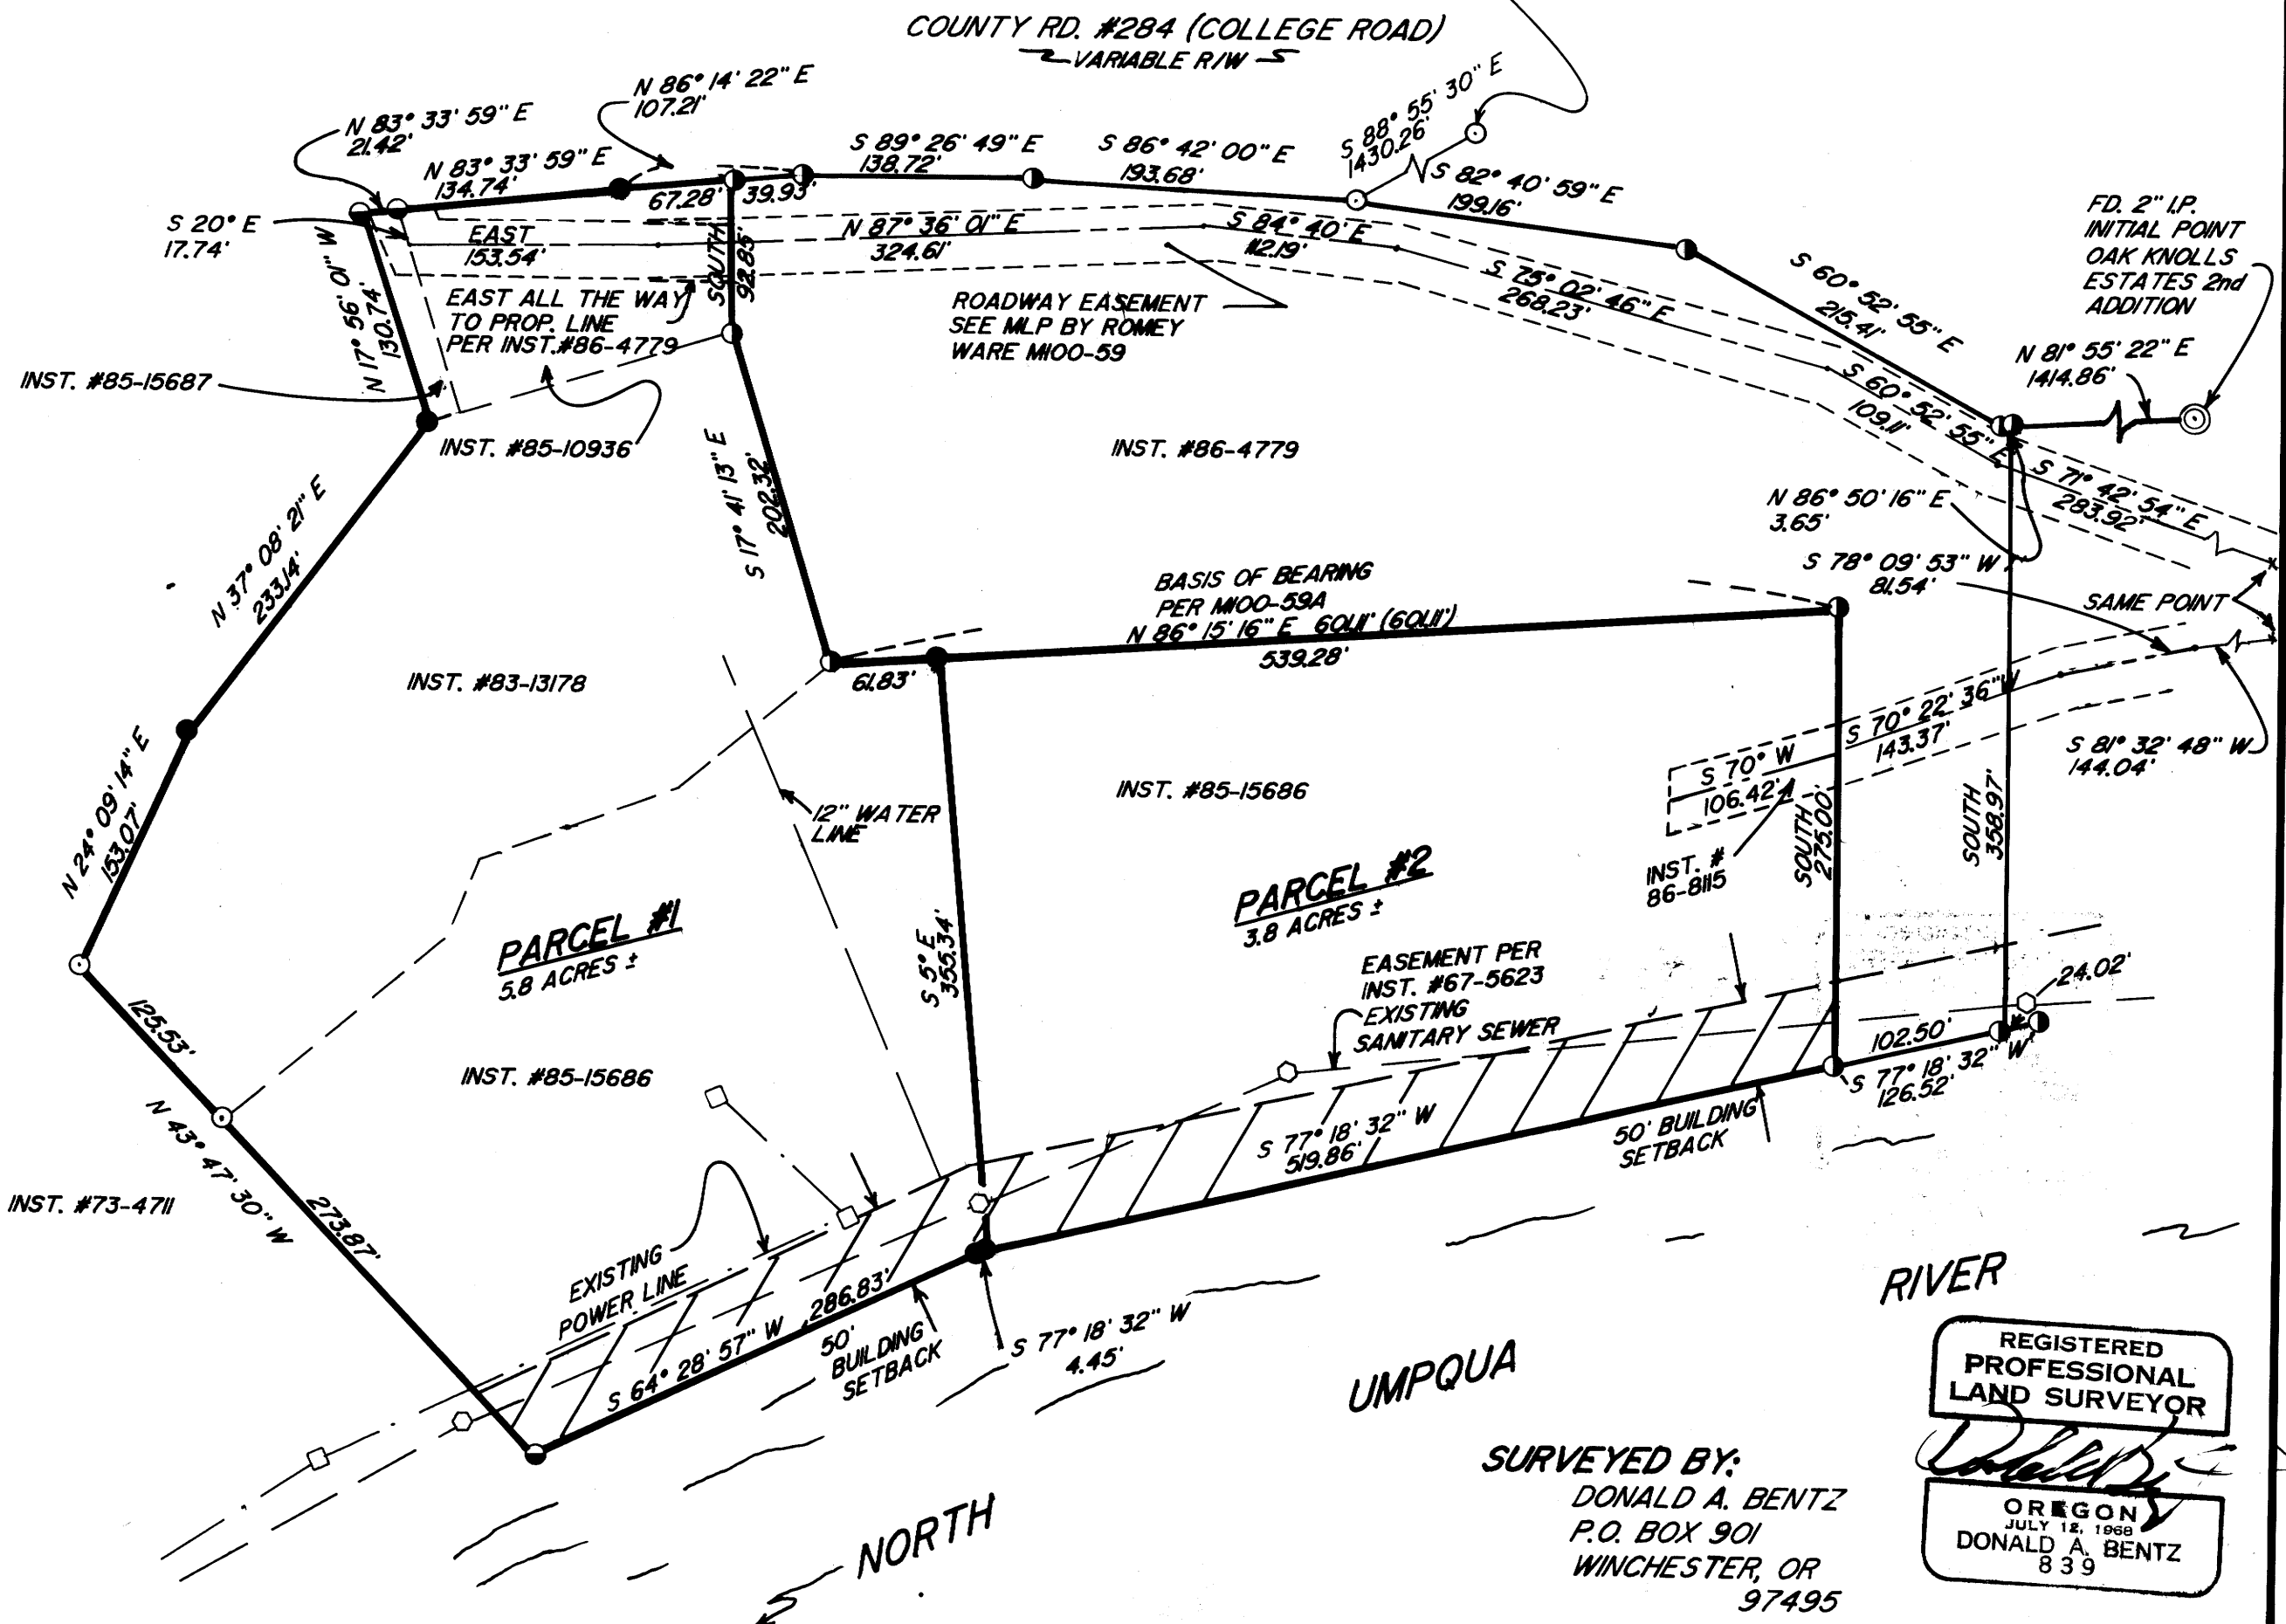 COUNTY RD. #284 (COLLEGE ROAD)
VARIABLE R/W
N 86° 14' 22" E
107.21'
N 83° 33' 59" E
21.42'
N 83° 33' 59" E
134.74'
67.28'
39.93'
S 89° 26' 49" E
138.72'
S 86° 42' 00" E
193.68'
S 88° 55' 30" E
1430.26'
S 82° 40' 59" E
199.16'
FD. 2" I.P.
INITIAL POINT
OAK KNOLLS
ESTATES 2nd
ADDITION
S 20° E
17.74'
N 17° 56' 01" W
130.74'
EAST
153.54'
SOUTH
92.85'
N 87° 36' 01" E
324.61'
S 84° 40' E
112.19'
S 75° 02' 46" E
268.23'
S 60° 52' 55" E
215.41'
N 81° 55' 22" E
1414.86'
EAST ALL THE WAY
TO PROP. LINE
PER INST.#86-4779
ROADWAY EASEMENT
SEE MLP BY ROMEY
WARE M100-59
S 60° 52' 55" E
109.11'
INST. #85-15687
INST. #85-10936
INST. #86-4779
S 71° 42' 54" E
283.92'
N 86° 50' 16" E
3.65'
S 17° 41' 13" E
202.32'
N 37° 08' 21" E
233.14'
S 78° 09' 53" W
81.54'
SAME POINT
BASIS OF BEARING
PER M100-59A
N 86° 15' 16" E 601.11' (601.11')
539.28'
61.83'
INST. #83-13178
S 70° 22' 36" W
143.37'
S 81° 32' 48" W
144.04'
S 70° W
106.42'
INST. #85-15686
12" WATER
LINE
N 24° 09' 14" E
153.07'
SOUTH
275.00'
SOUTH
358.97'
INST. #
86-8115
PARCEL #1
5.8 ACRES ±
PARCEL #2
3.8 ACRES ±
S 5° E
355.34'
EASEMENT PER
INST. #67-5623
EXISTING
SANITARY SEWER
24.02'
102.50'
S 77° 18' 32" W
126.52'
125.53'
INST. #85-15686
S 77° 18' 32" W
519.86'
50' BUILDING
SETBACK
INST. #73-4711
N 43° 47' 30" W
273.87'
EXISTING
POWER LINE
S 64° 28' 57" W
286.83'
50'
BUILDING
SETBACK
S 77° 18' 32" W
4.45'
NORTH
UMPQUA
RIVER
REGISTERED
PROFESSIONAL
LAND SURVEYOR
OREGON
JULY 12, 1968
DONALD A. BENTZ
839
SURVEYED BY:
DONALD A. BENTZ
P.O. BOX 901
WINCHESTER, OR
97495